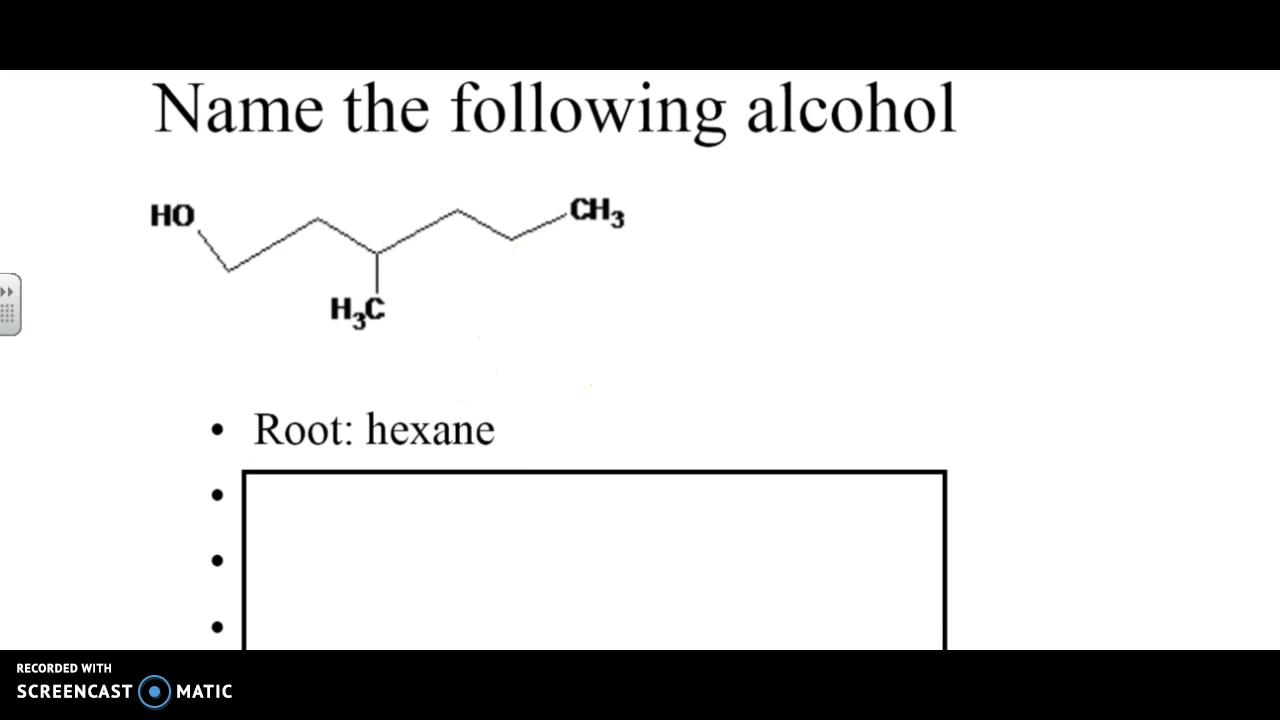 Name the following alcohol
HO
CH3
H3C
• Root: hexane
•
•
•
RECORDED WITH
SCREENCAST MATIC